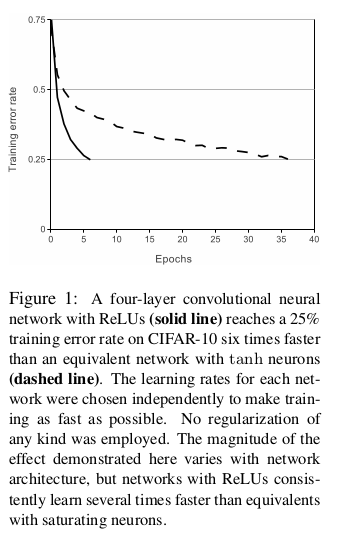 0.75
0.5
Training error rate
0.25
0
0 5 10 15 20 25 30 35 40
Epochs
Figure 1: A four-layer convolutional neural
network with ReLUs (solid line) reaches a 25%
training error rate on CIFAR-10 six times faster
than an equivalent network with tanh neurons
(dashed line). The learning rates for each net-
work were chosen independently to make train-
ing as fast as possible. No regularization of
any kind was employed. The magnitude of the
effect demonstrated here varies with network
architecture, but networks with ReLUs consis-
tently learn several times faster than equivalents
with saturating neurons.